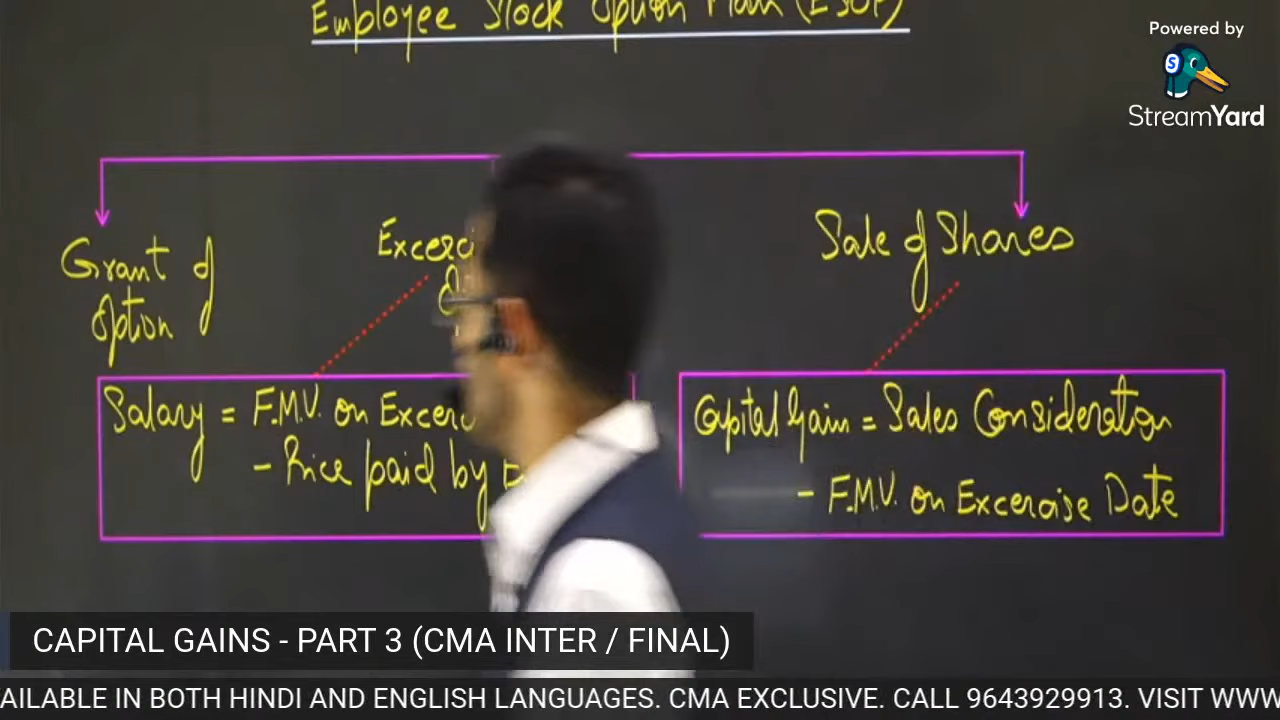 Employee Stock Option Plan (ESOP)
Powered by
StreamYard
Grant of
Option
Sale of Shares
Salary = F.M.V. on
- Price paid by
Capital Gain = Sales Consideration
- F.M.V. on Excercise Date
CAPITAL GAINS - PART 3 (CMA INTER / FINAL)
AILABLE IN BOTH HINDI AND ENGLISH LANGUAGES. CMA EXCLUSIVE. CALL 9643929913. VISIT WWW